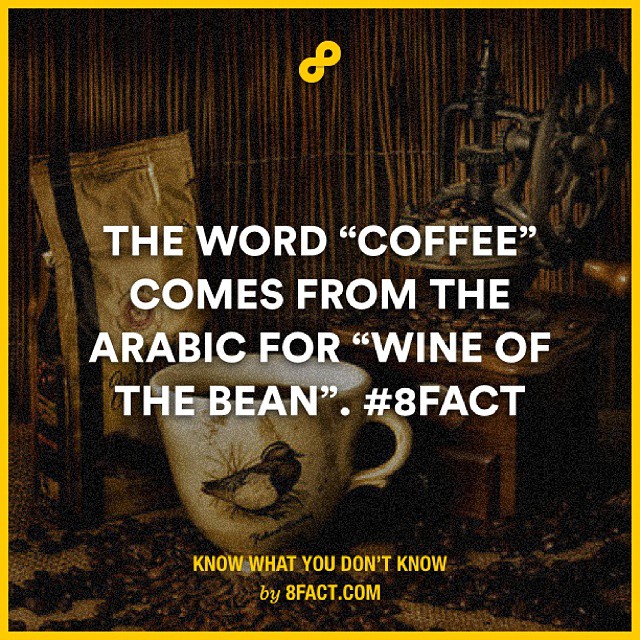 THE WORD “COFFEE”
COMES FROM THE
ARABIC FOR “WINE OF
THE BEAN”. #8FACT
KNOW WHAT YOU DON’T KNOW
by 8FACT.COM